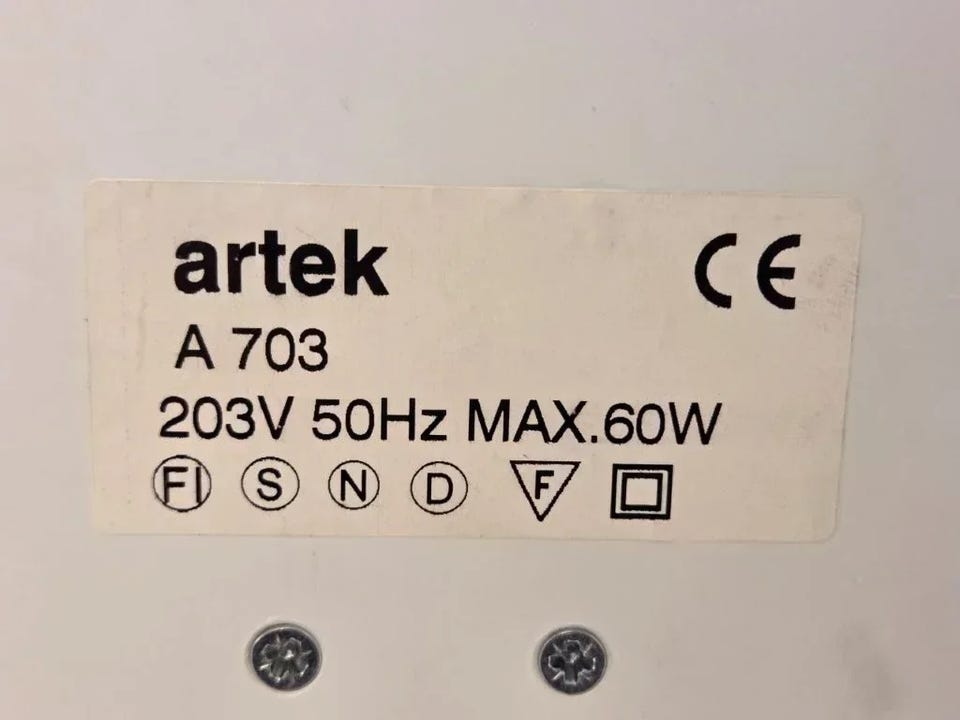 artek CE
A 703
203V 50Hz MAX.60W
FI S N D F